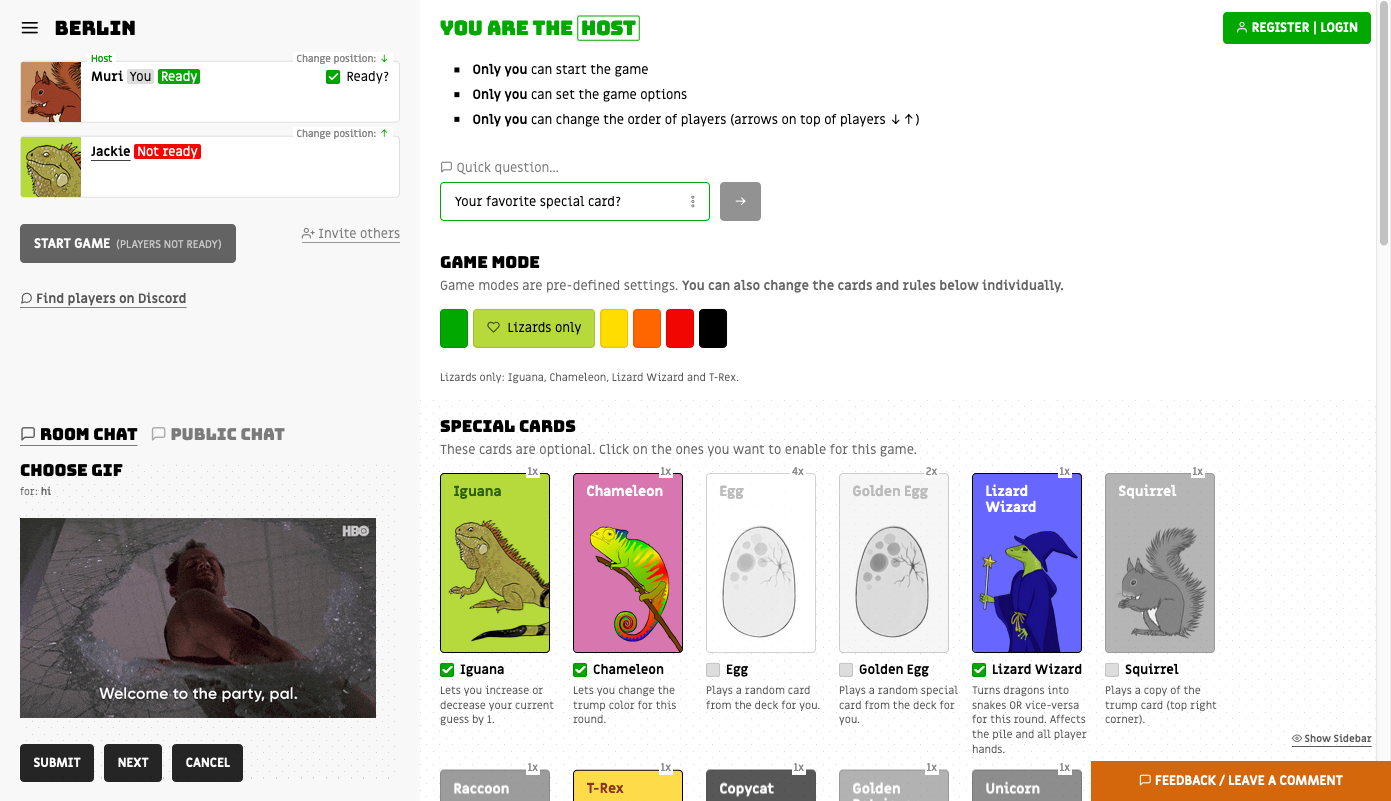 BERLIN
Host
Change position: ↓
Muri You Ready
Ready?
Change position: ↑
Jackie Not ready
START GAME (PLAYERS NOT READY)
Invite others
Find players on Discord
ROOM CHAT
PUBLIC CHAT
CHOOSE GIF
for: hi
HBO
Welcome to the party, pal.
SUBMIT
NEXT
CANCEL
YOU ARE THE HOST
REGISTER | LOGIN
Only you can start the game
Only you can set the game options
Only you can change the order of players (arrows on top of players ↓↑)
Quick question...
Your favorite special card?
GAME MODE
Game modes are pre-defined settings. You can also change the cards and rules below individually.
Lizards only
Lizards only: Iguana, Chameleon, Lizard Wizard and T-Rex.
SPECIAL CARDS
These cards are optional. Click on the ones you want to enable for this game.
1x
Iguana
Iguana
Lets you increase or
decrease your current
guess by 1.
1x
Chameleon
Chameleon
Lets you change the
trump color for this
round.
4x
Egg
Egg
Plays a random card
from the deck for you.
2x
Golden Egg
Golden Egg
Plays a random special
card from the deck for
you.
1x
Lizard
Wizard
Lizard Wizard
Turns dragons into
snakes OR vice-versa
for this round. Affects
the pile and all player
hands.
1x
Squirrel
Squirrel
Plays a copy of the
trump card (top right
corner).
Show Sidebar
1x
Raccoon
1x
T-Rex
1x
Copycat
1x
Golden
1x
Unicorn
FEEDBACK / LEAVE A COMMENT